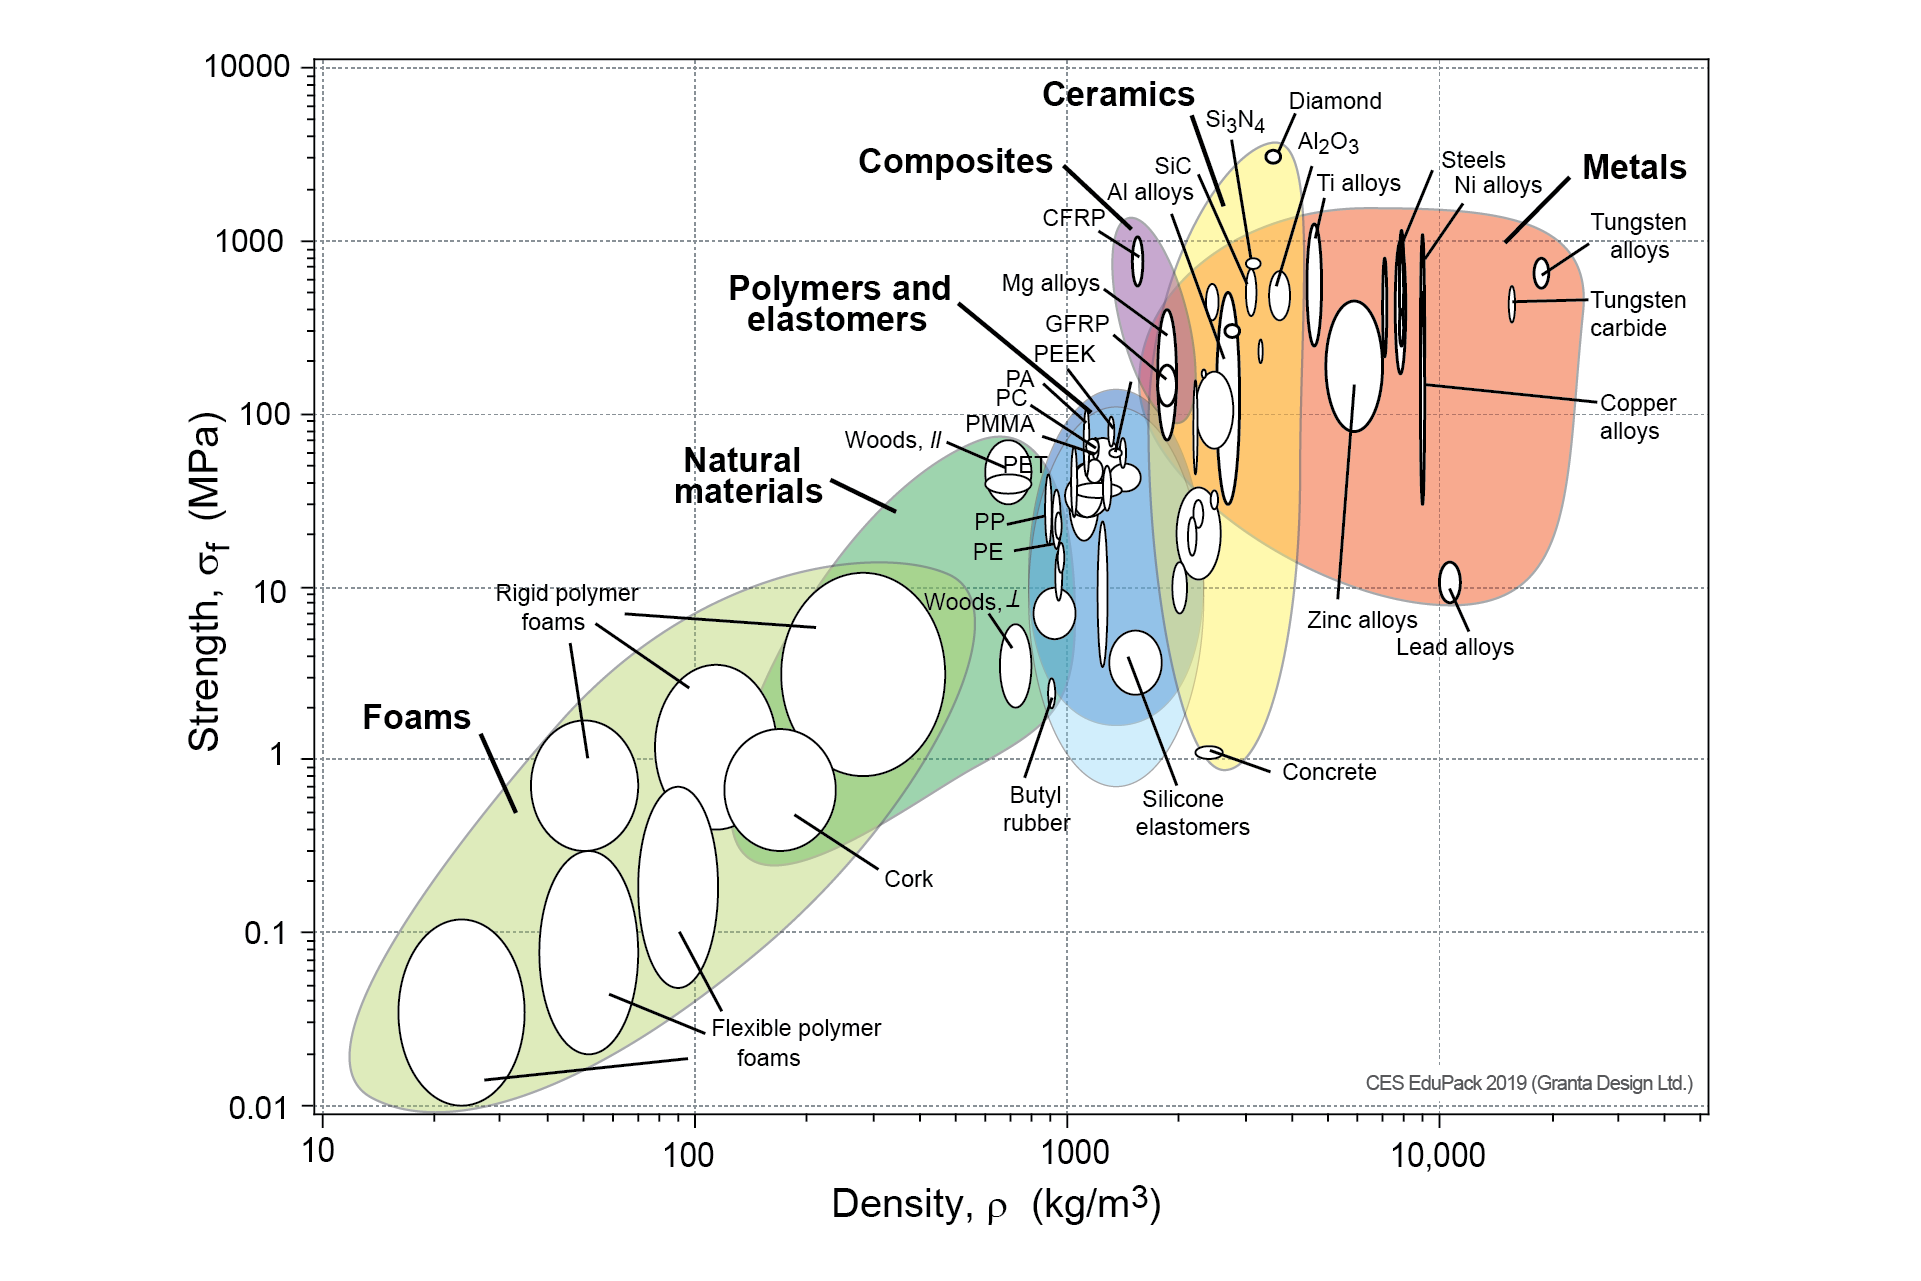 10000
1000
100
10
1
0.1
0.01
Strength, σf (MPa)
10
100
1000
10,000
Density, ρ (kg/m3)
Ceramics
Diamond
Si3N4
Al2O3
Composites
SiC
Steels
Metals
Al alloys
Ti alloys
Ni alloys
CFRP
Tungsten
alloys
Polymers and
elastomers
Mg alloys
Tungsten
carbide
GFRP
PEEK
PA
PC
PMMA
Copper
alloys
Woods, //
PET
Natural
materials
PP
PE
Rigid polymer
foams
Woods, ⊥
Zinc alloys
Lead alloys
Foams
Concrete
Butyl
rubber
Silicone
elastomers
Cork
Flexible polymer
foams
CES EduPack 2019 (Granta Design Ltd.)